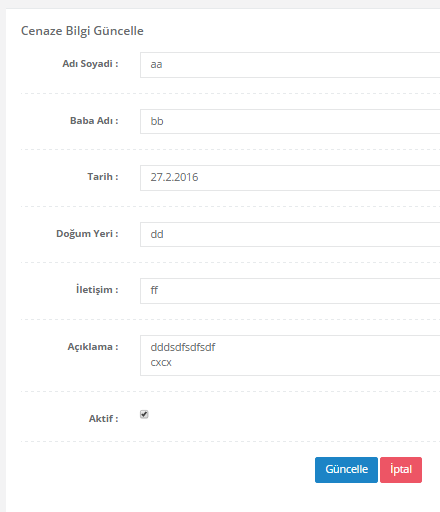 Cenaze Bilgi Güncelle
Adı Soyadi : aa
Baba Adı : bb
Tarih : 27.2.2016
Doğum Yeri : dd
İletişim : ff
Açıklama : dddsdfsdfsdf
cxcx
Aktif :
Güncelle İptal